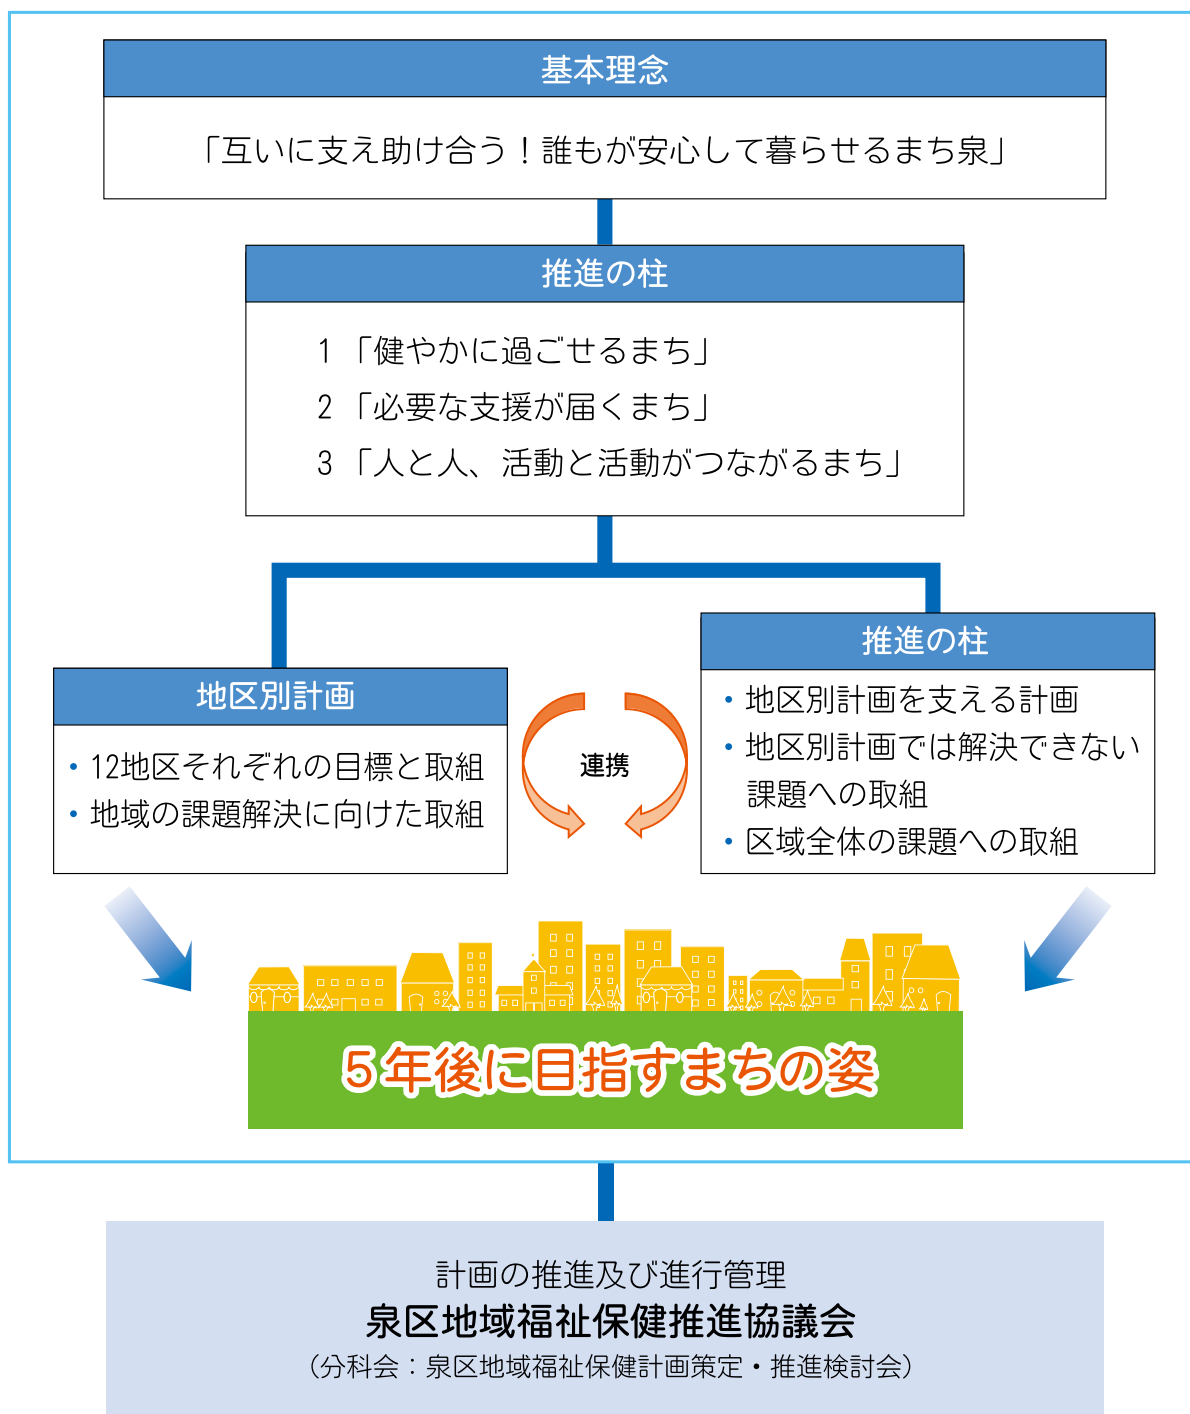 基本理念
「互いに支え助け合う！誰もが安心して暮らせるまち泉」
推進の柱
1 「健やかに過ごせるまち」
2 「必要な支援が届くまち」
3 「人と人、活動と活動がつながるまち」
地区別計画
・12地区それぞれの目標と取組
・地域の課題解決に向けた取組
連携
推進の柱
・地区別計画を支える計画
・地区別計画では解決できない
課題への取組
・区域全体の課題への取組
５年後に目指すまちの姿
計画の推進及び進行管理
泉区地域福祉保健推進協議会
（分科会：泉区地域福祉保健計画策定・推進検討会）